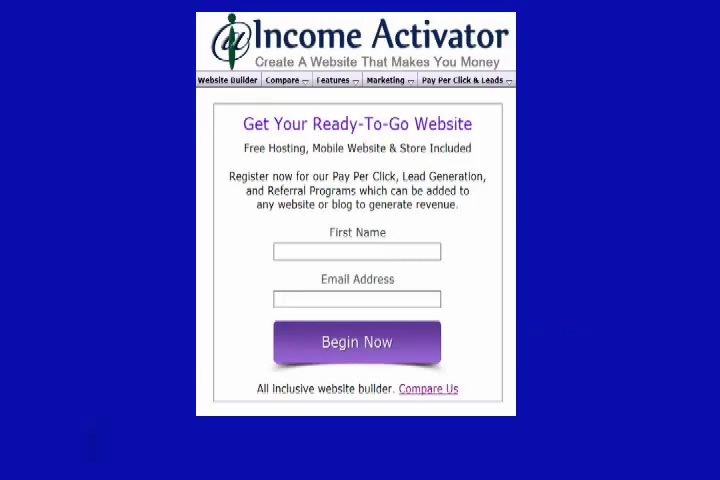 Income Activator
Create A Website That Makes You Money
Website Builder Compare Features Marketing Pay Per Click & Leads
Get Your Ready-To-Go Website
Free Hosting, Mobile Website & Store Included
Register now for our Pay Per Click, Lead Generation,
and Referral Programs which can be added to
any website or blog to generate revenue.
First Name
Email Address
Begin Now
All inclusive website builder. Compare Us